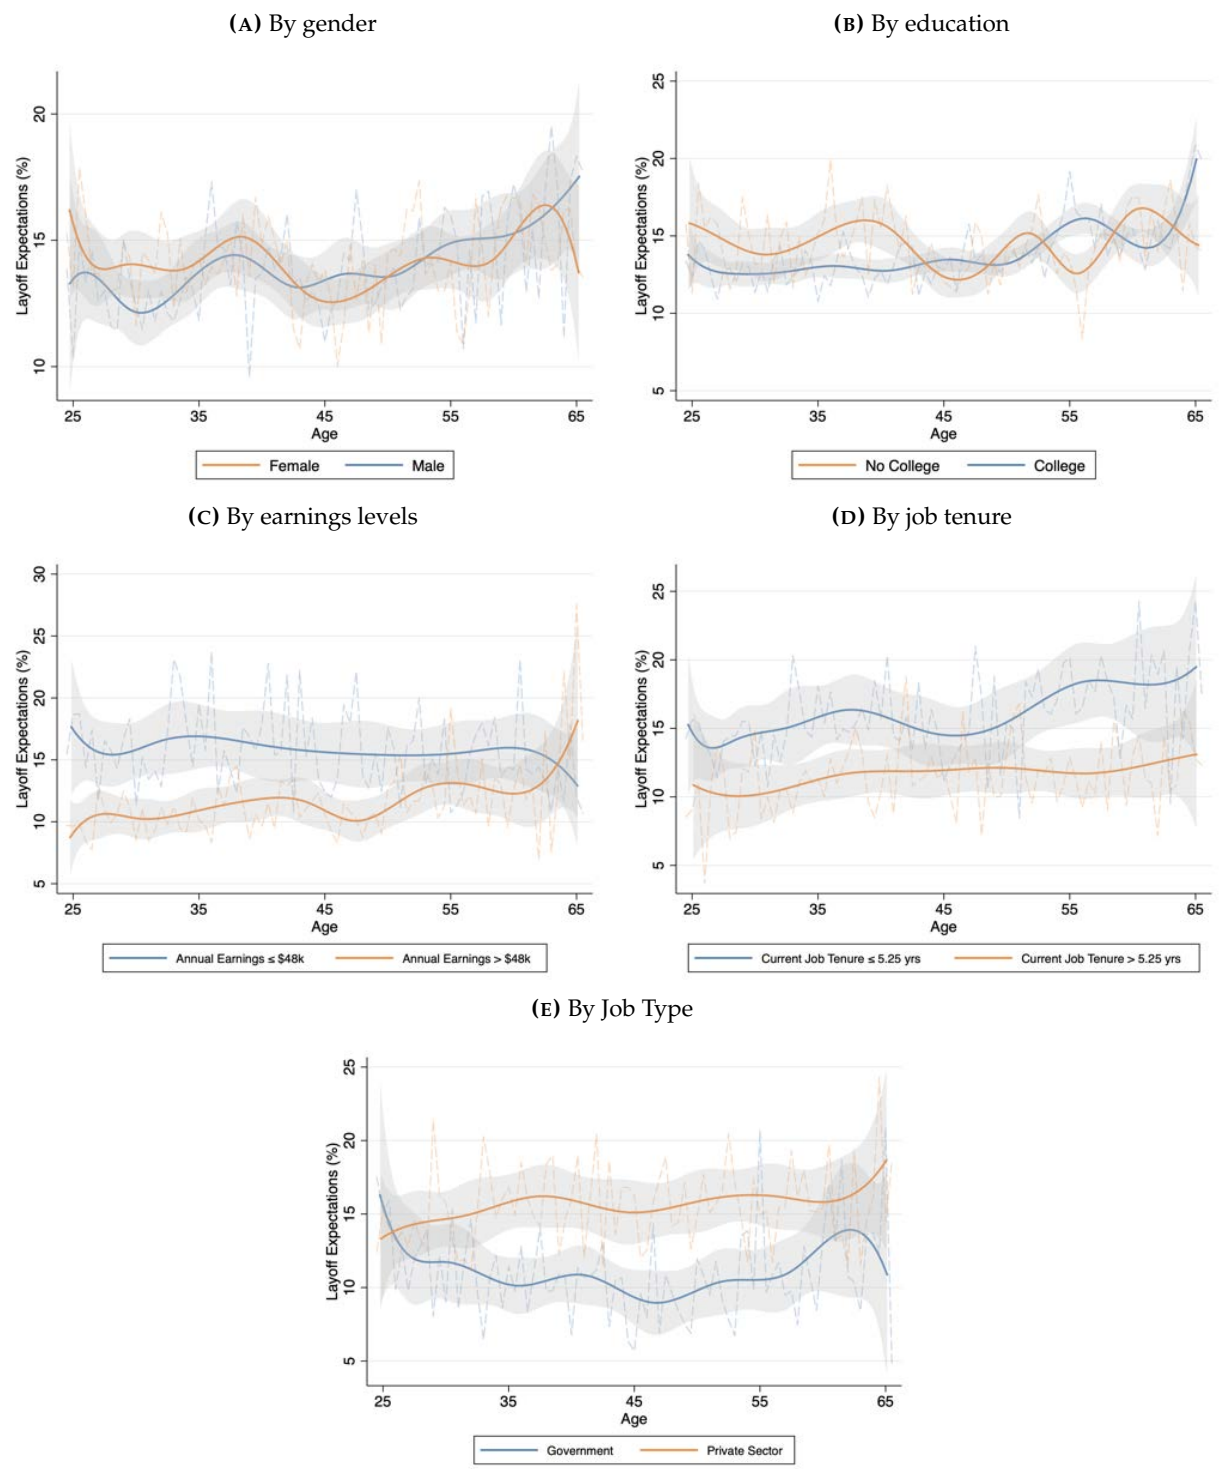 (A) By gender
Layoff Expectations (%)
20
15
10
25 35 45 55 65
Age
Female Male
(B) By education
Layoff Expectations (%)
25
20
15
10
5
25 35 45 55 65
Age
No College College
(C) By earnings levels
Layoff Expectations (%)
30
25
20
15
10
5
25 35 45 55 65
Age
Annual Earnings ≤ $48k Annual Earnings > $48k
(D) By job tenure
Layoff Expectations (%)
25
20
15
10
5
25 35 45 55 65
Age
Current Job Tenure ≤ 5.25 yrs Current Job Tenure > 5.25 yrs
(E) By Job Type
Layoff Expectations (%)
25
20
15
10
5
25 35 45 55 65
Age
Government Private Sector